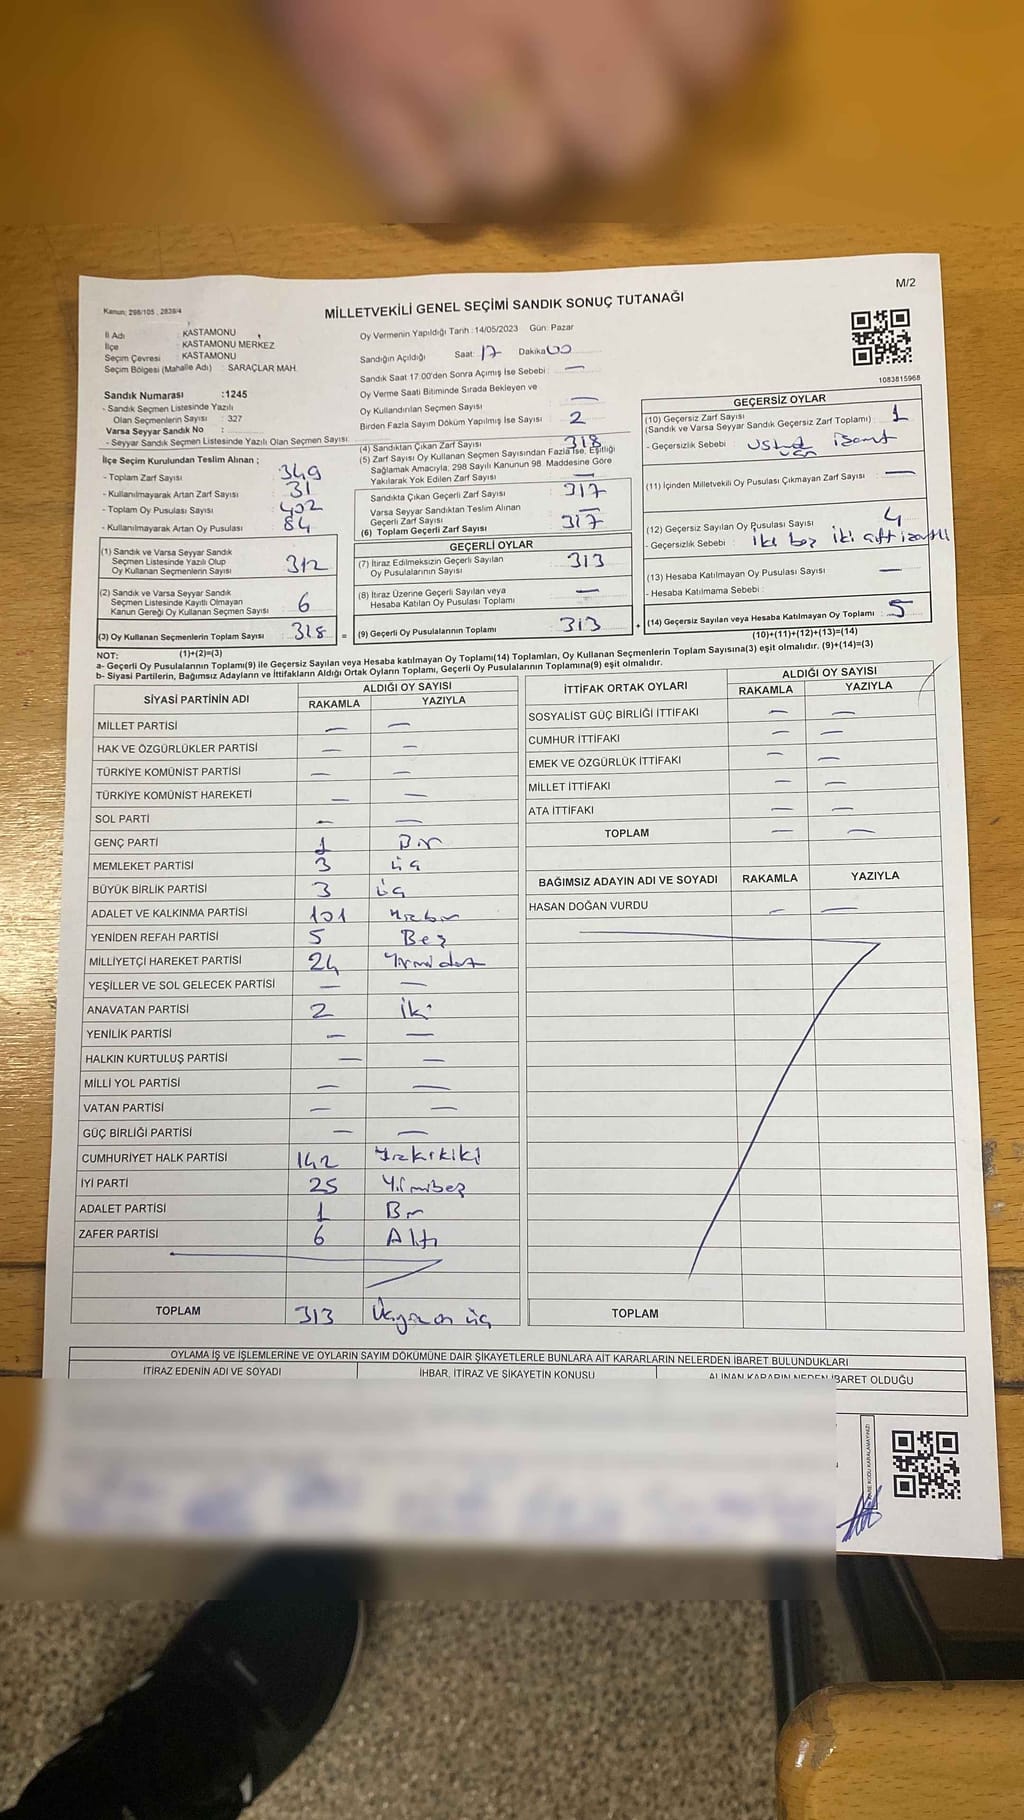 M/2
Kanun; 298/105 , 2839/4
MİLLETVEKİLİ GENEL SEÇİMİ SANDIK SONUÇ TUTANAĞI
İl Adı : KASTAMONU
İlçe : KASTAMONU MERKEZ
Seçim Çevresi : KASTAMONU
Seçim Bölgesi (Mahalle Adı) : SARAÇLAR MAH.
Sandık Numarası :1245
- Sandık Seçmen Listesinde Yazılı
Olan Seçmenlerin Sayısı : 327
Varsa Seyyar Sandık No :
- Seyyar Sandık Seçmen Listesinde Yazılı Olan Seçmen Sayısı
İlçe Seçim Kurulundan Teslim Alınan ;
- Toplam Zarf Sayısı 349
- Kullanılmayarak Artan Zarf Sayısı 31
- Toplam Oy Pusulası Sayısı 402
- Kullanılmayarak Artan Oy Pusulası 84
(1) Sandık ve Varsa Seyyar Sandık
Seçmen Listesinde Yazılı Olup
Oy Kullanan Seçmenlerin Sayısı 312
(2) Sandık ve Varsa Seyyar Sandık
Seçmen Listesinde Kayıtlı Olmayan
Kanun Gereği Oy Kullanan Seçmen Sayısı 6
(3) Oy Kullanan Seçmenlerin Toplam Sayısı 318 =
Oy Vermenin Yapıldığı Tarih : 14/05/2023 Gün: Pazar
Sandığın Açıldığı Saat: 17 Dakika 00
Sandık Saat 17.00'den Sonra Açımış İse Sebebi : —
Oy Verme Saati Bitiminde Sırada Bekleyen ve
Oy Kullandırılan Seçmen Sayısı —
Birden Fazla Sayım Döküm Yapılmış İse Sayısı : 2
(4) Sandıktan Çıkan Zarf Sayısı 318
(5) Zarf Sayısı Oy Kullanan Seçmen Sayısından Fazla İse, Eşitliği
Sağlamak Amacıyla, 298 Sayılı Kanunun 98. Maddesine Göre
Yakılarak Yok Edilen Zarf Sayısı —
Sandıkta Çıkan Geçerli Zarf Sayısı 317
Varsa Seyyar Sandıktan Teslim Alınan
Geçerli Zarf Sayısı —
(6) Toplam Geçerli Zarf Sayısı 317
GEÇERLİ OYLAR
(7) İtiraz Edilmeksizin Geçerli Sayılan
Oy Pusulalarının Sayısı 313
(8) İtiraz Üzerine Geçerli Sayılan veya
Hesaba Katılan Oy Pusulası Toplamı —
(9) Geçerli Oy Pusulalarının Toplamı 313 +
1083815968
GEÇERSİZ OYLAR
(10) Geçersiz Zarf Sayısı 1
(Sandık ve Varsa Seyyar Sandık Geçersiz Zarf Toplamı) :
- Geçersizlik Sebebi
(11) İçinden Milletvekili Oy Pusulası Çıkmayan Zarf Sayısı —
(12) Geçersiz Sayılan Oy Pusulası Sayısı 4
- Geçersizlik Sebebi : iki boş iki çift
(13) Hesaba Katılmayan Oy Pusulası Sayısı —
- Hesaba Katılmama Sebebi :
(14) Geçersiz Sayılan veya Hesaba Katılmayan Oy Toplamı : 5
(1)+(2)=(3)
(10)+(11)+(12)+(13)=(14)
NOT:
a- Geçerli Oy Pusulalarının Toplamı(9) ile Geçersiz Sayılan veya Hesaba katılmayan Oy Toplamı(14) Toplamları, Oy Kullanan Seçmenlerin Toplam Sayısına(3) eşit olmalıdır. (9)+(14)=(3)
b- Siyasi Partilerin, Bağımsız Adayların ve İttifakların Aldığı Ortak Oyların Toplamı, Geçerli Oy Pusulalarının Toplamına(9) eşit olmalıdır.
SİYASİ PARTİNİN ADI ALDIĞI OY SAYISI
RAKAMLA YAZIYLA
MİLLET PARTİSİ — —
HAK VE ÖZGÜRLÜKLER PARTİSİ — —
TÜRKİYE KOMÜNİST PARTİSİ — —
TÜRKİYE KOMÜNİST HAREKETİ — —
SOL PARTİ — —
GENÇ PARTİ 1 Bir
MEMLEKET PARTİSİ 3 üç
BÜYÜK BİRLİK PARTİSİ 3 üç
ADALET VE KALKINMA PARTİSİ 101 Yüzbir
YENİDEN REFAH PARTİSİ 5 Beş
MİLLİYETÇİ HAREKET PARTİSİ 24 Yirmidört
YEŞİLLER VE SOL GELECEK PARTİSİ — —
ANAVATAN PARTİSİ 2 İki
YENİLİK PARTİSİ — —
HALKIN KURTULUŞ PARTİSİ — —
MİLLİ YOL PARTİSİ — —
VATAN PARTİSİ — —
GÜÇ BİRLİĞİ PARTİSİ — —
CUMHURİYET HALK PARTİSİ 142 Yüzkırkiki
İYİ PARTİ 25 Yirmibeş
ADALET PARTİSİ 1 Bir
ZAFER PARTİSİ 6 Altı
TOPLAM 313 Üçyüz on üç
İTTİFAK ORTAK OYLARI ALDIĞI OY SAYISI
RAKAMLA YAZIYLA
SOSYALİST GÜÇ BİRLİĞİ İTTİFAKI — —
CUMHUR İTTİFAKI — —
EMEK VE ÖZGÜRLÜK İTTİFAKI — —
MİLLET İTTİFAKI — —
ATA İTTİFAKI — —
TOPLAM — —
BAĞIMSIZ ADAYIN ADI VE SOYADI RAKAMLA YAZIYLA
HASAN DOĞAN VURDU — —
TOPLAM
OYLAMA İŞ VE İŞLEMLERİNE VE OYLARIN SAYIM DÖKÜMÜNE DAİR ŞİKAYETLERLE BUNLARA AİT KARARLARIN NELERDEN İBARET BULUNDUKLARI
İTİRAZ EDENİN ADI VE SOYADI İHBAR, İTİRAZ VE ŞİKAYETİN KONUSU ALINAN KARARIN NEDEN İBARET OLDUĞU